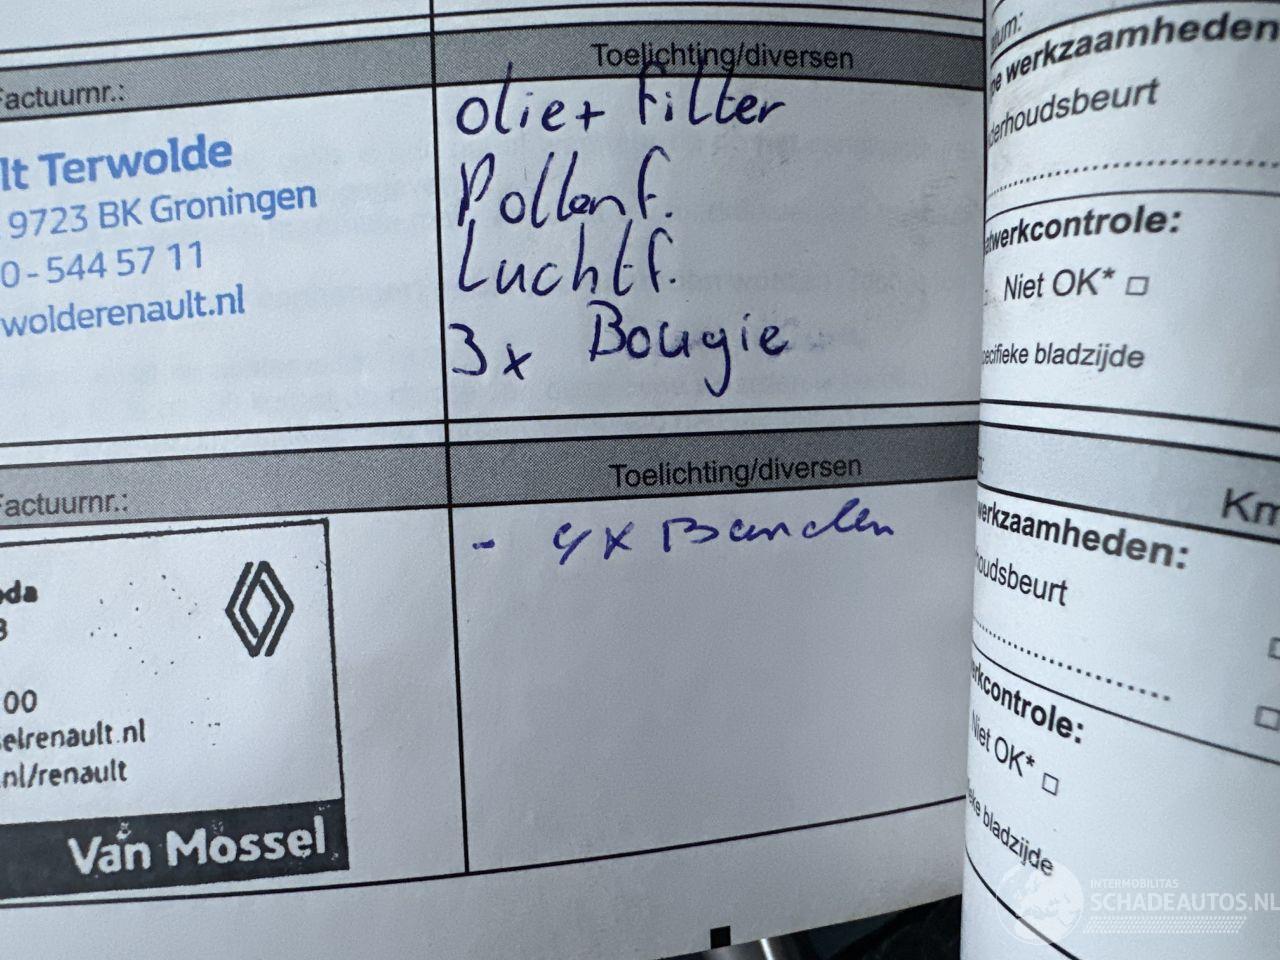 Factuurnr.:
Toelichting/diversen
lt Terwolde
9723 BK Groningen
0 - 544 57 11
wolderenault.nl
olie + Filter
Pollenf.
Luchtf.
3x Bougie
Factuurnr.:
Toelichting/diversen
- 4x Banden
oda
3
00
elrenault.nl
.nl/renault
Van Mossel
um:
werkzaamheden
derhoudsbeurt
werkcontrole:
Niet OK*
ecifieke bladzijde
Km
werkzaamheden:
oudsbeurt
rkcontrole:
Niet OK*
eke bladzijde
INTERMOBILITAS
SCHADEAUTOS.NL